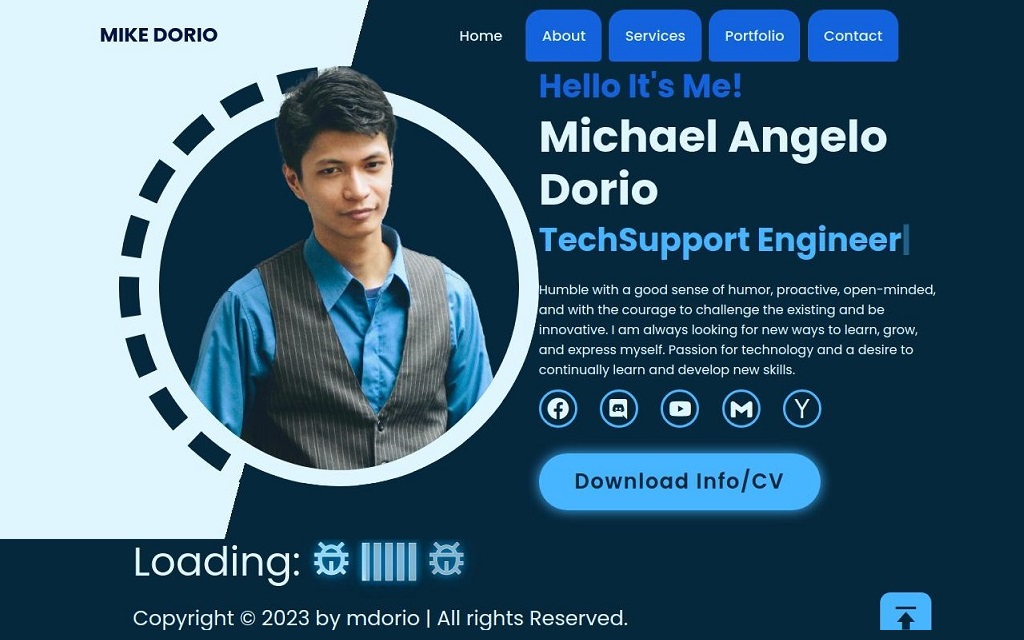 MIKE DORIO
Home About Services Portfolio Contact
Hello It's Me!
Michael Angelo
Dorio
TechSupport Engineer
Humble with a good sense of humor, proactive, open-minded,
and with the courage to challenge the existing and be
innovative. I am always looking for new ways to learn, grow,
and express myself. Passion for technology and a desire to
continually learn and develop new skills.
Download Info/CV
Loading:
Copyright © 2023 by mdorio | All rights Reserved.